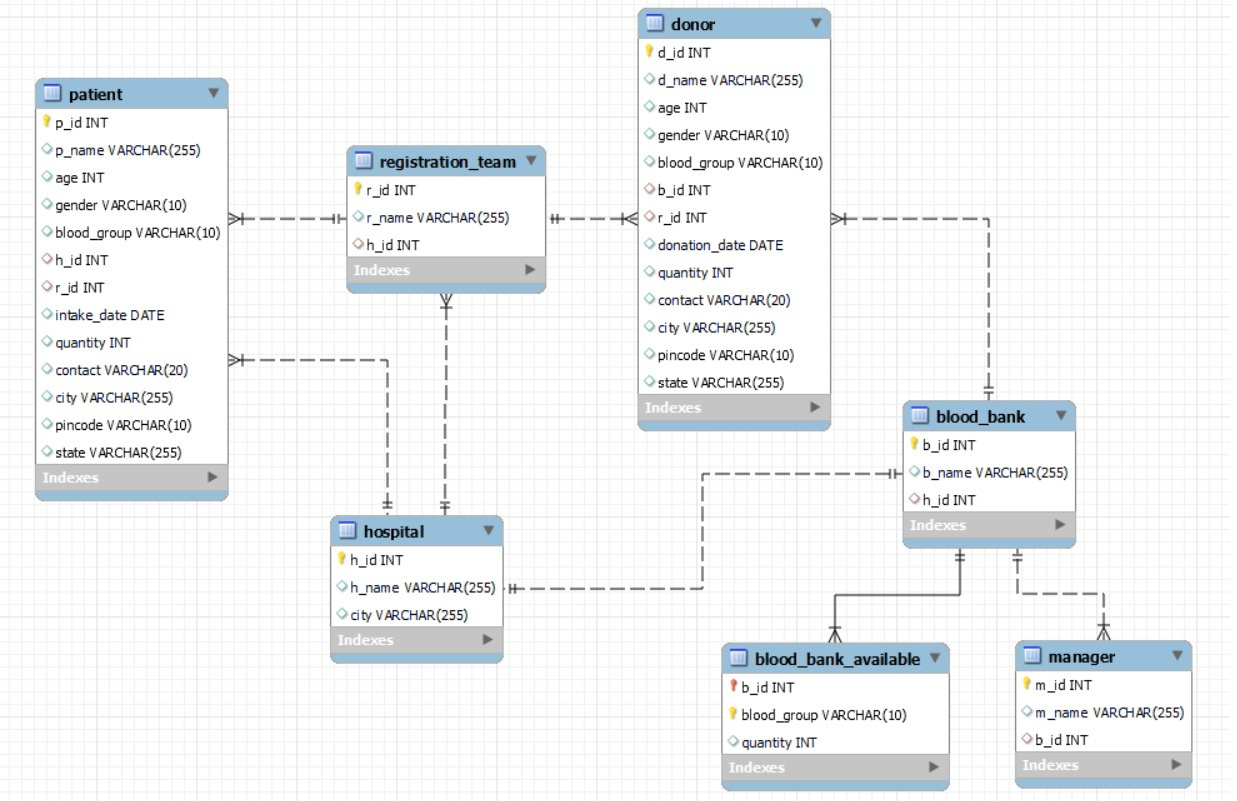 donor
d_id INT
d_name VARCHAR(255)
age INT
gender VARCHAR(10)
blood_group VARCHAR(10)
b_id INT
r_id INT
donation_date DATE
quantity INT
contact VARCHAR(20)
city VARCHAR(255)
pincode VARCHAR(10)
state VARCHAR(255)
Indexes
patient
p_id INT
p_name VARCHAR(255)
age INT
gender VARCHAR(10)
blood_group VARCHAR(10)
h_id INT
r_id INT
intake_date DATE
quantity INT
contact VARCHAR(20)
city VARCHAR(255)
pincode VARCHAR(10)
state VARCHAR(255)
Indexes
registration_team
r_id INT
r_name VARCHAR(255)
h_id INT
Indexes
blood_bank
b_id INT
b_name VARCHAR(255)
h_id INT
Indexes
hospital
h_id INT
h_name VARCHAR(255)
city VARCHAR(255)
Indexes
blood_bank_available
b_id INT
blood_group VARCHAR(10)
quantity INT
Indexes
manager
m_id INT
m_name VARCHAR(255)
b_id INT
Indexes